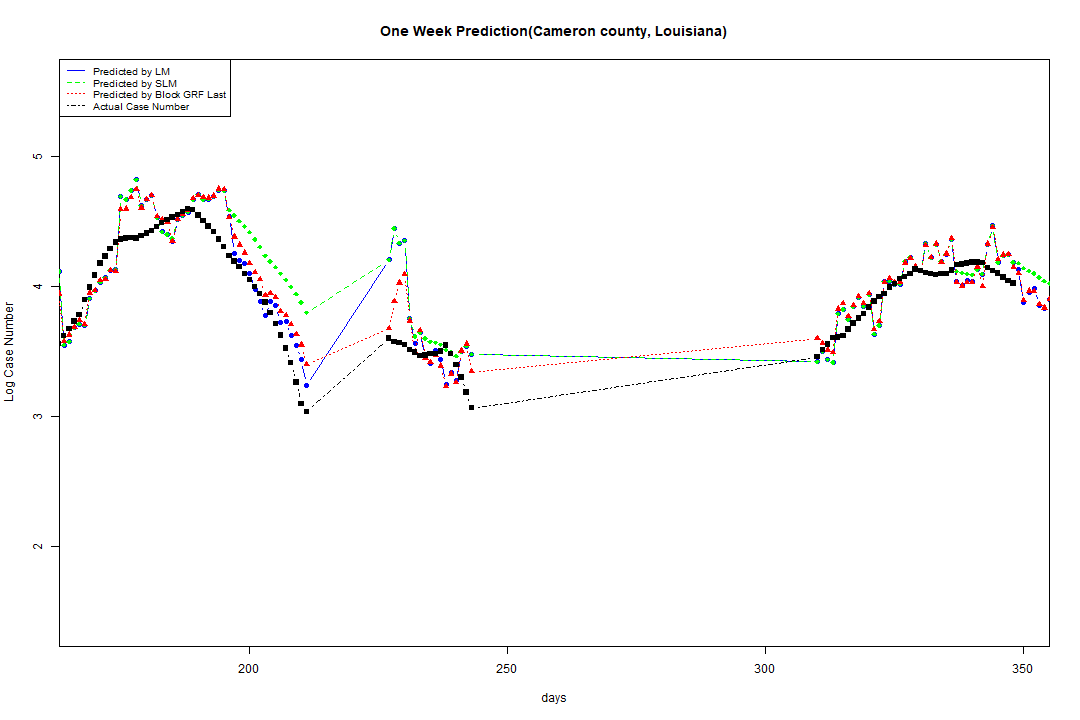 One Week Prediction(Cameron county, Louisiana)
Predicted by LM
Predicted by SLM
Predicted by Block GRF Last
Actual Case Number
5
4
3
2
Log Case Number
200
250
300
350
days